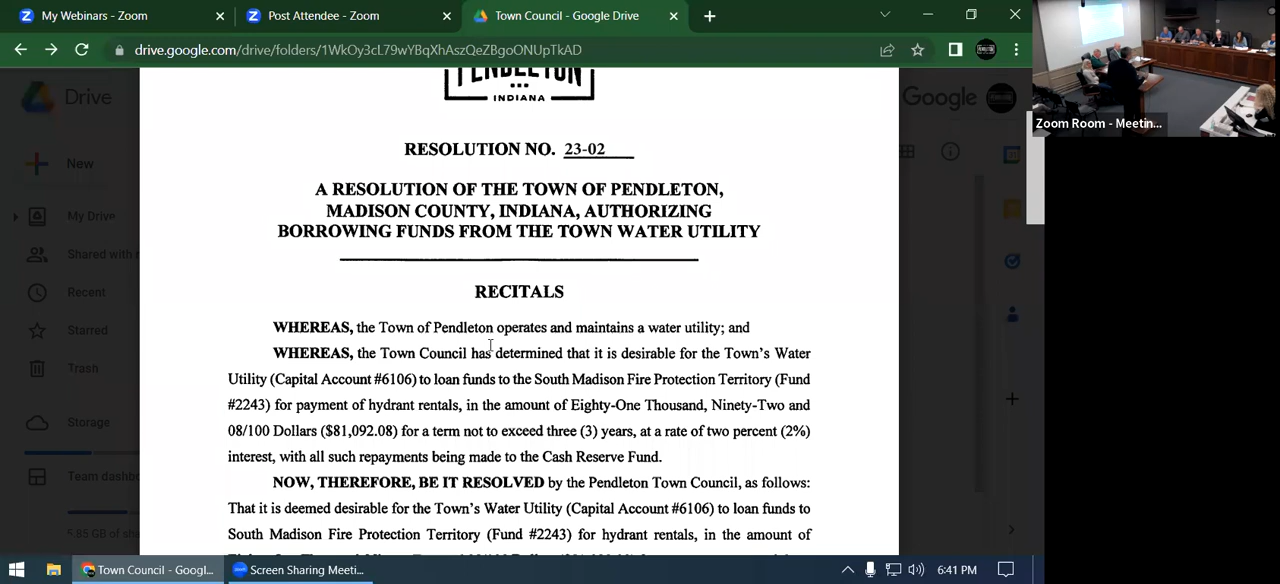 My Webinars - Zoom
Post Attendee - Zoom
Town Council - Google Drive
drive.google.com/drive/folders/1WkOy3cL79wYBqXhAszQeZBgoONUpTkAD
Drive
Google
New
My Drive
Shared with
Recent
Starred
Trash
Storage
Team dashbo
5.85 GB of sha
PENDLETON
INDIANA
RESOLUTION NO. 23-02
A RESOLUTION OF THE TOWN OF PENDLETON,
MADISON COUNTY, INDIANA, AUTHORIZING
BORROWING FUNDS FROM THE TOWN WATER UTILITY
RECITALS
WHEREAS, the Town of Pendleton operates and maintains a water utility; and
WHEREAS, the Town Council has determined that it is desirable for the Town's Water
Utility (Capital Account #6106) to loan funds to the South Madison Fire Protection Territory (Fund
#2243) for payment of hydrant rentals, in the amount of Eighty-One Thousand, Ninety-Two and
08/100 Dollars ($81,092.08) for a term not to exceed three (3) years, at a rate of two percent (2%)
interest, with all such repayments being made to the Cash Reserve Fund.
NOW, THEREFORE, BE IT RESOLVED by the Pendleton Town Council, as follows:
That it is deemed desirable for the Town's Water Utility (Capital Account #6106) to loan funds to
South Madison Fire Protection Territory (Fund #2243) for hydrant rentals, in the amount of
Zoom Room - Meetin...
Town Council - Googl...
Screen Sharing Meeti...
6:41 PM